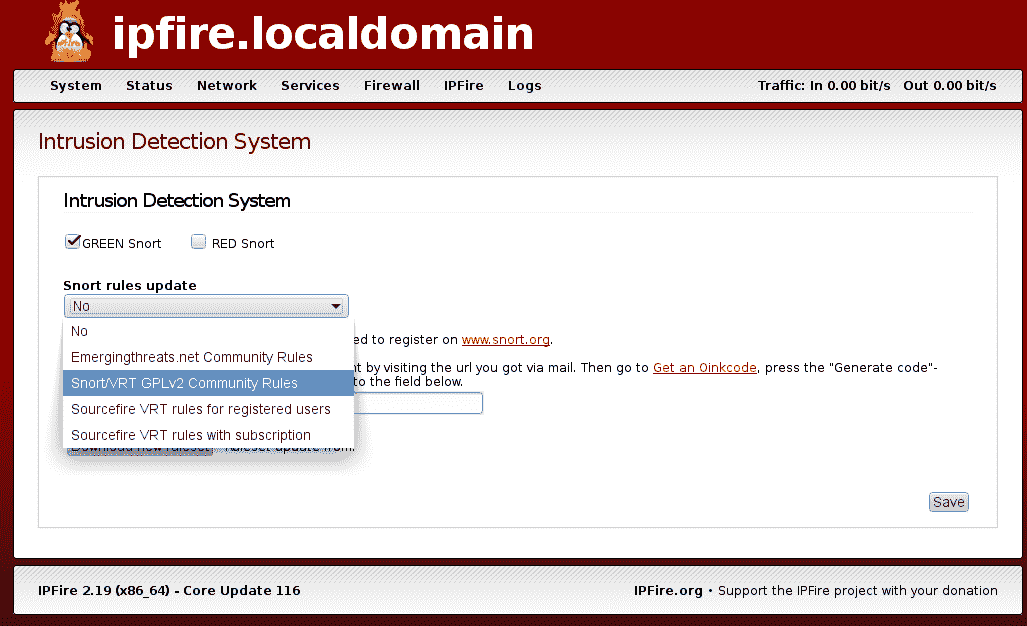 ipfire.localdomain
System Status Network Services Firewall IPFire Logs Traffic: In 0.00 bit/s Out 0.00 bit/s
Intrusion Detection System
Intrusion Detection System
GREEN Snort RED Snort
Snort rules update
No
No
ed to register on www.snort.org.
Emergingthreats.net Community Rules
t by visiting the url you got via mail. Then go to Get an Oinkcode, press the "Generate code"-
Snort/VRT GPLv2 Community Rules to the field below.
Sourcefire VRT rules for registered users
Sourcefire VRT rules with subscription
Download new ruleset ruleset update from:
Save
IPFire 2.19 (x86_64) - Core Update 116 IPFire.org • Support the IPFire project with your donation